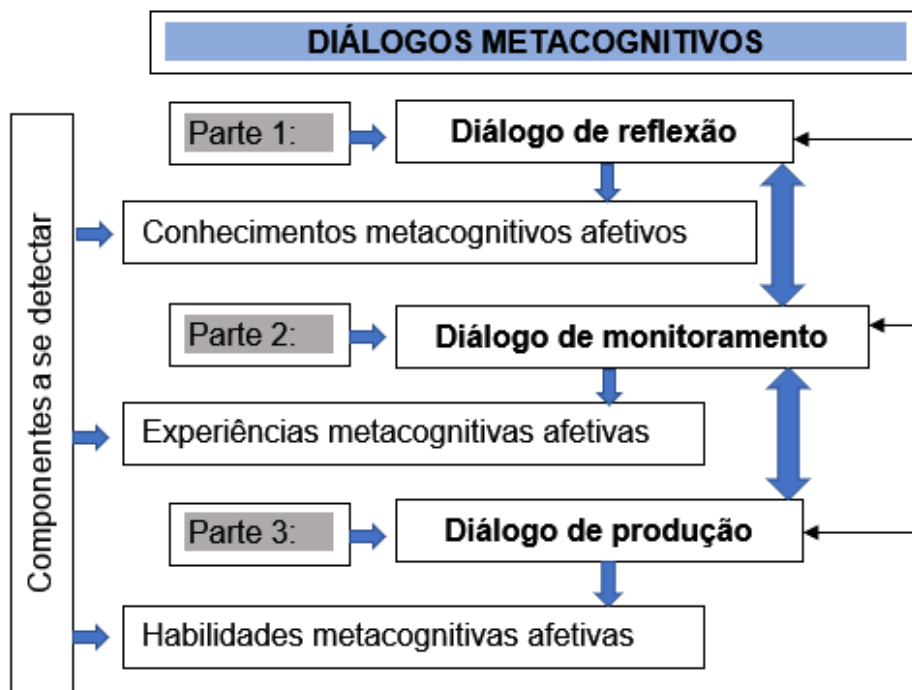 DIÁLOGOS METACOGNITIVOS
Componentes a se detectar
Parte 1:
Diálogo de reflexão
Conhecimentos metacognitivos afetivos
Parte 2:
Diálogo de monitoramento
Experiências metacognitivas afetivas
Parte 3:
Diálogo de produção
Habilidades metacognitivas afetivas